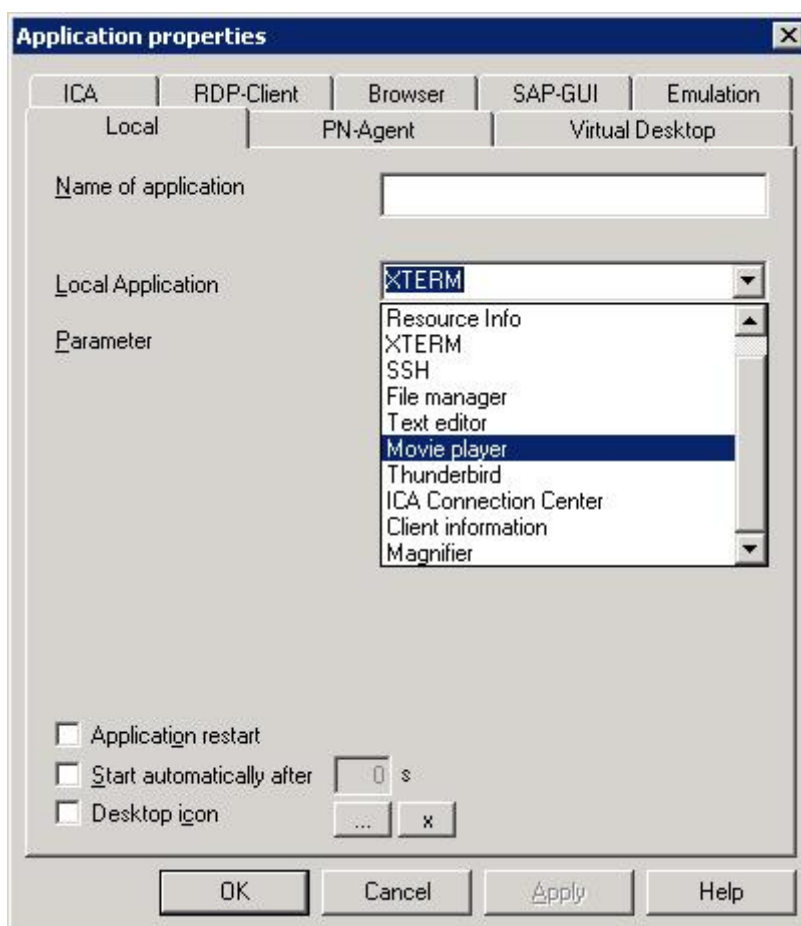 Application properties
ICA RDP-Client Browser SAP-GUI Emulation
Local PN-Agent Virtual Desktop
Name of application
Local Application XTERM
Parameter
Resource Info
XTERM
SSH
File manager
Text editor
Movie player
Thunderbird
ICA Connection Center
Client information
Magnifier
Application restart
Start automatically after 0 s
Desktop icon ... x
OK Cancel Apply Help